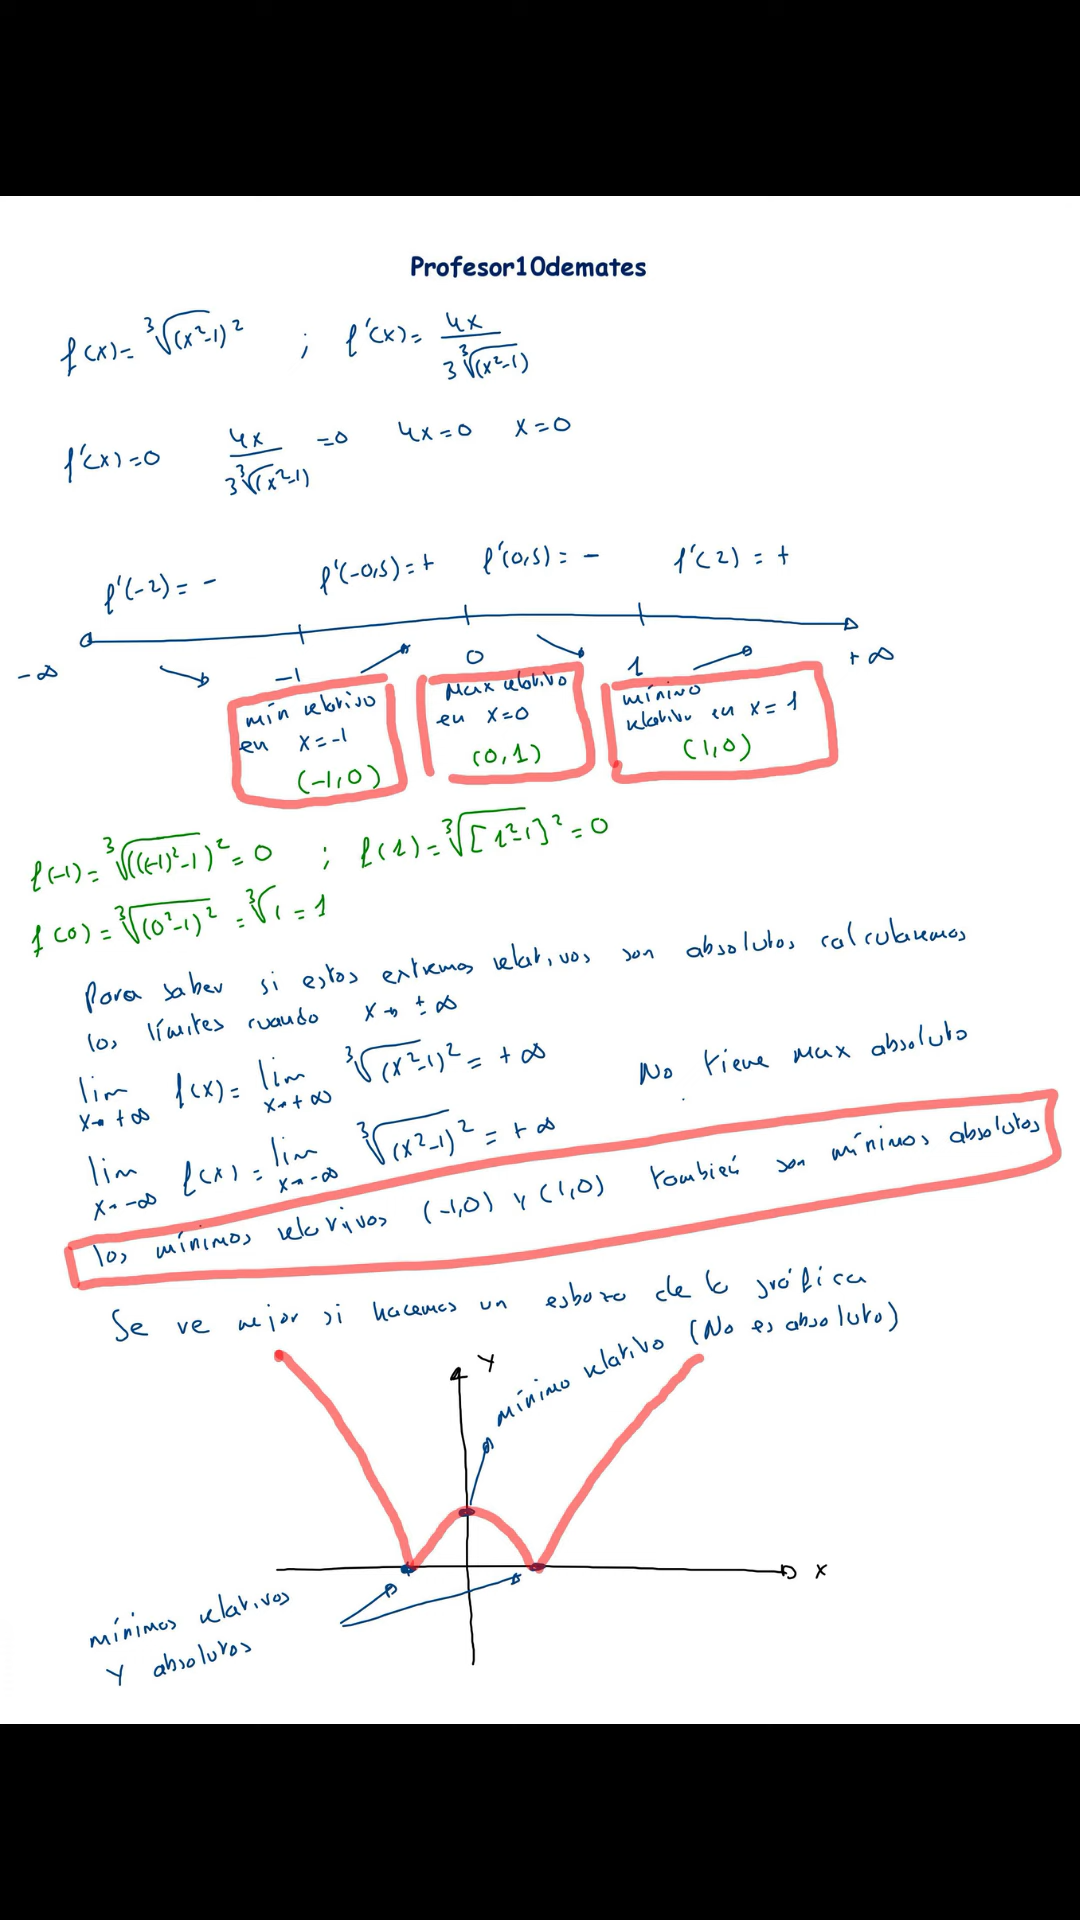 Profesor10demates
f(x)= ∛(x²-1)² ; f'(x)= 4x / 3∛(x²-1)
f'(x)=0 4x / 3∛(x²-1) =0 4x=0 x=0
f'(-2)= - f'(-0,5)=+ f'(0,5)= - f'(2)=+
-∞ -1 0 1 +∞
mín relativo en x=-1 (-1,0)
Max relativo en x=0 (0,1)
mínimo relativo en x=1 (1,0)
f(-1)= ∛((-1)²-1)²=0 ; f(1)=∛[1²-1]²=0
f(0)=∛(0²-1)² = ∛1 = 1
Para saber si estos extremos relativos son absolutos calcularemos
los límites cuando x→±∞
lim x→+∞ f(x)= lim x→+∞ ∛(x²-1)²=+∞ No tiene max absoluto
lim x→-∞ f(x)= lim x→-∞ ∛(x²-1)²=+∞
los mínimos relativos (-1,0) y (1,0) también son mínimos absolutos
Se ve mejor si hacemos un esbozo de la gráfica
Y
mínimo relativo (No es absoluto)
X
mínimos relativos
Y absolutos